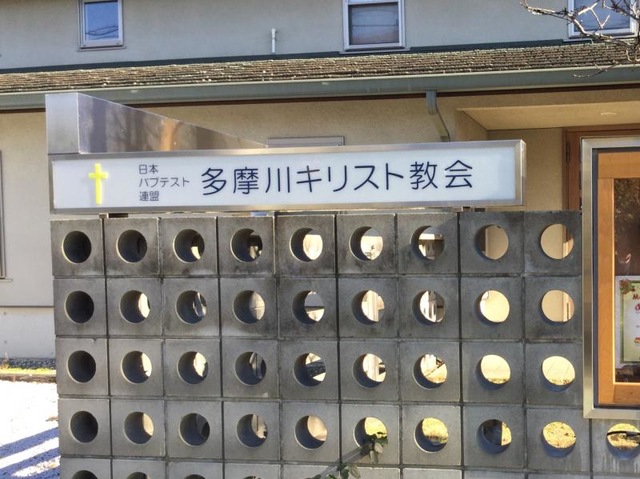 日本
バプテスト
連盟
多摩川キリスト教会